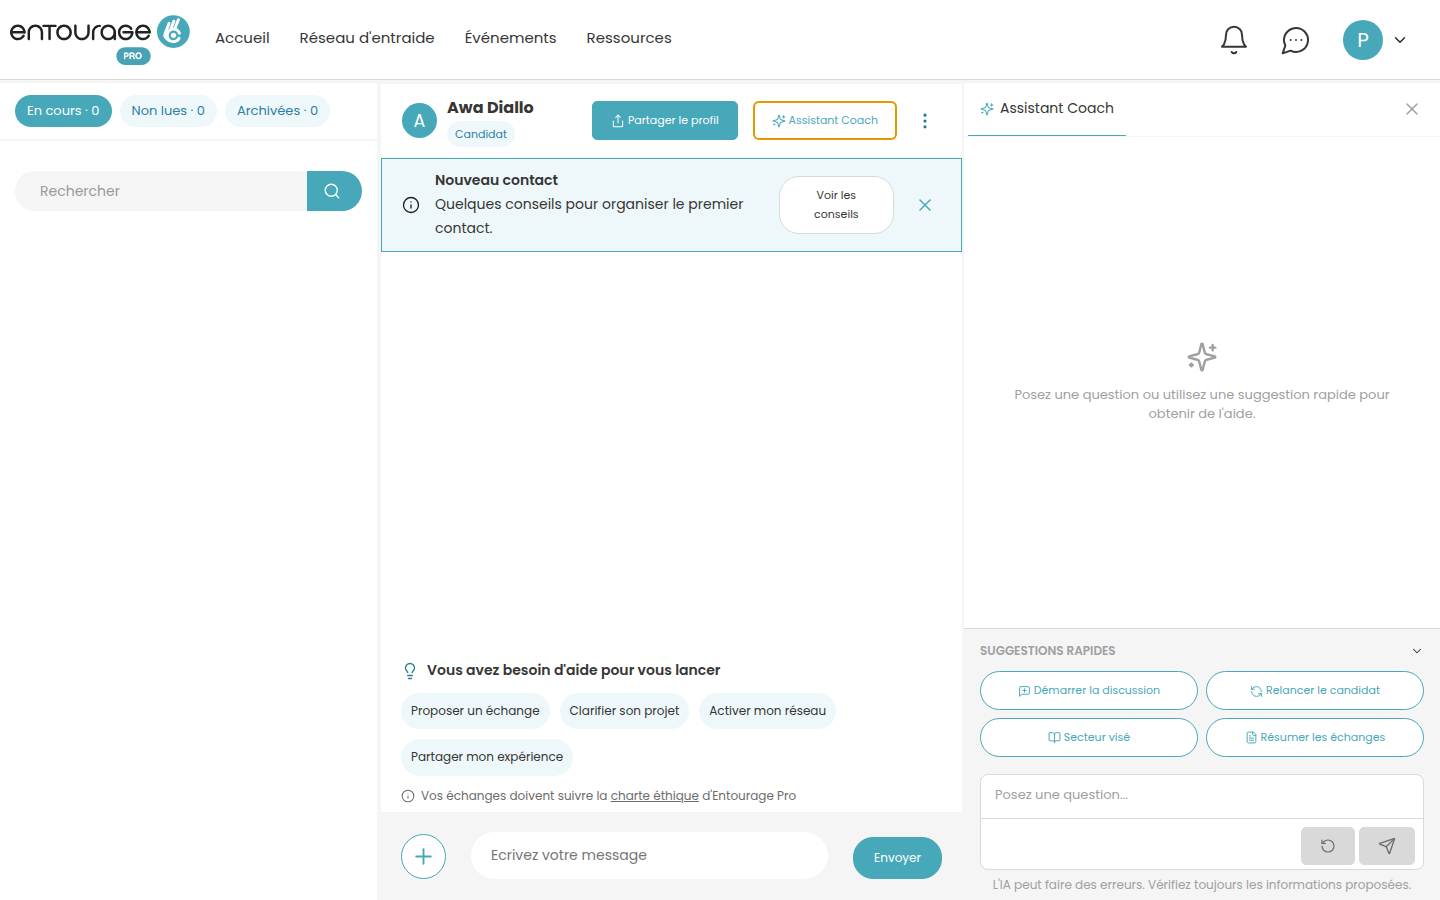 entourage
PRO
Accueil
Réseau d'entraide
Événements
Ressources
P
En cours · 0
Non lues · 0
Archivées · 0
Rechercher
A
Awa Diallo
Candidat
Partager le profil
Assistant Coach
Nouveau contact
Quelques conseils pour organiser le premier
contact.
Voir les
conseils
Vous avez besoin d'aide pour vous lancer
Proposer un échange
Clarifier son projet
Activer mon réseau
Partager mon expérience
Vos échanges doivent suivre la charte éthique d'Entourage Pro
Ecrivez votre message
Envoyer
Assistant Coach
Posez une question ou utilisez une suggestion rapide pour
obtenir de l'aide.
SUGGESTIONS RAPIDES
Démarrer la discussion
Relancer le candidat
Secteur visé
Résumer les échanges
Posez une question...
L'IA peut faire des erreurs. Vérifiez toujours les informations proposées.